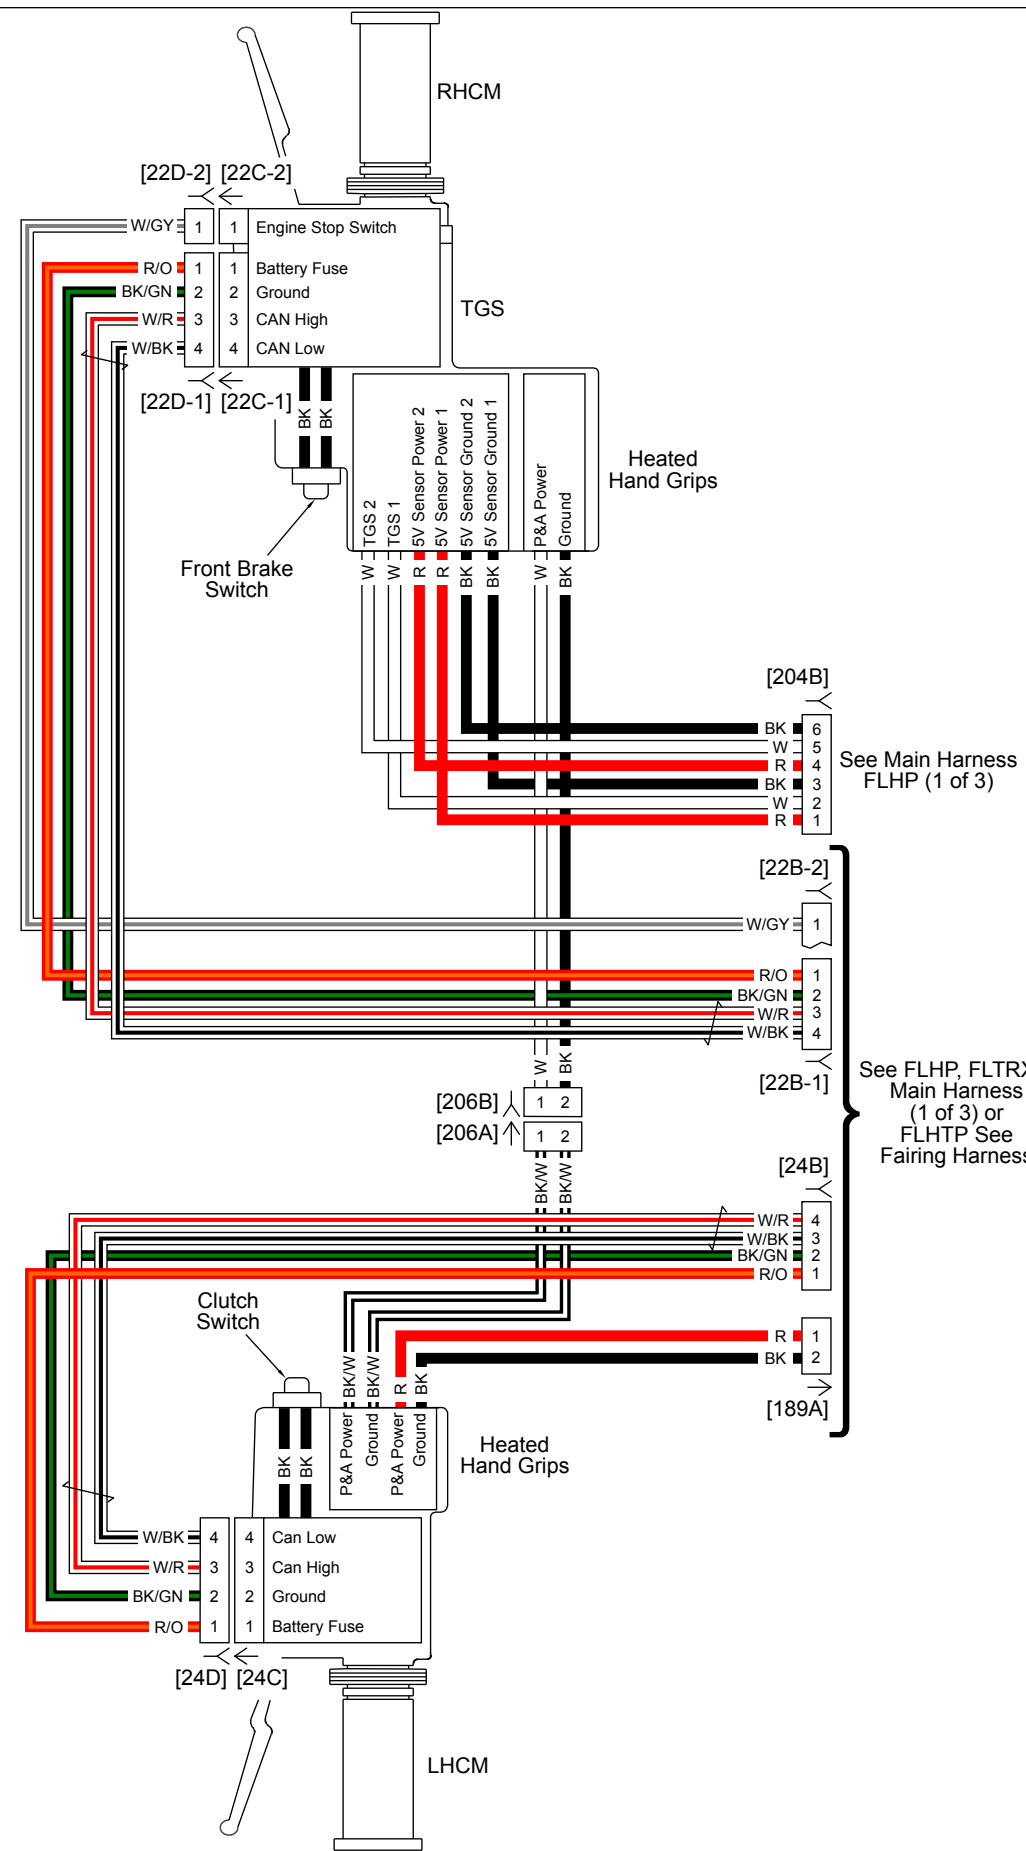 RHCM
[22D-2] [22C-2]
W/GY 1 1 Engine Stop Switch
R/O 1 1 Battery Fuse
BK/GN 2 2 Ground
W/R 3 3 CAN High
W/BK 4 4 CAN Low
TGS
[22D-1] [22C-1]
BK BK
Front Brake
Switch
TGS 2
TGS 1
5V Sensor Power 2
5V Sensor Power 1
5V Sensor Ground 2
5V Sensor Ground 1
P&A Power
Ground
Heated
Hand Grips
W W R R BK BK W BK
[204B]
BK 6
W 5
R 4
BK 3
W 2
R 1
See Main Harness
FLHP (1 of 3)
[22B-2]
W/GY 1
R/O 1
BK/GN 2
W/R 3
W/BK 4
[22B-1]
See FLHP, FLTRX
Main Harness
(1 of 3) or
FLHTP See
Fairing Harness
W BK
[206B] 1 2
[206A] 1 2
BK/W BK/W
[24B]
W/R 4
W/BK 3
BK/GN 2
R/O 1
R 1
BK 2
[189A]
Clutch
Switch
BK/W BK/W R BK
P&A Power
Ground
P&A Power
Ground
Heated
Hand Grips
BK BK
W/BK 4 4 Can Low
W/R 3 3 Can High
BK/GN 2 2 Ground
R/O 1 1 Battery Fuse
[24D] [24C]
LHCM